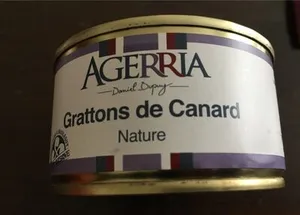 AGERRIA
Daniel Dupuy
Grattons de Canard
Nature